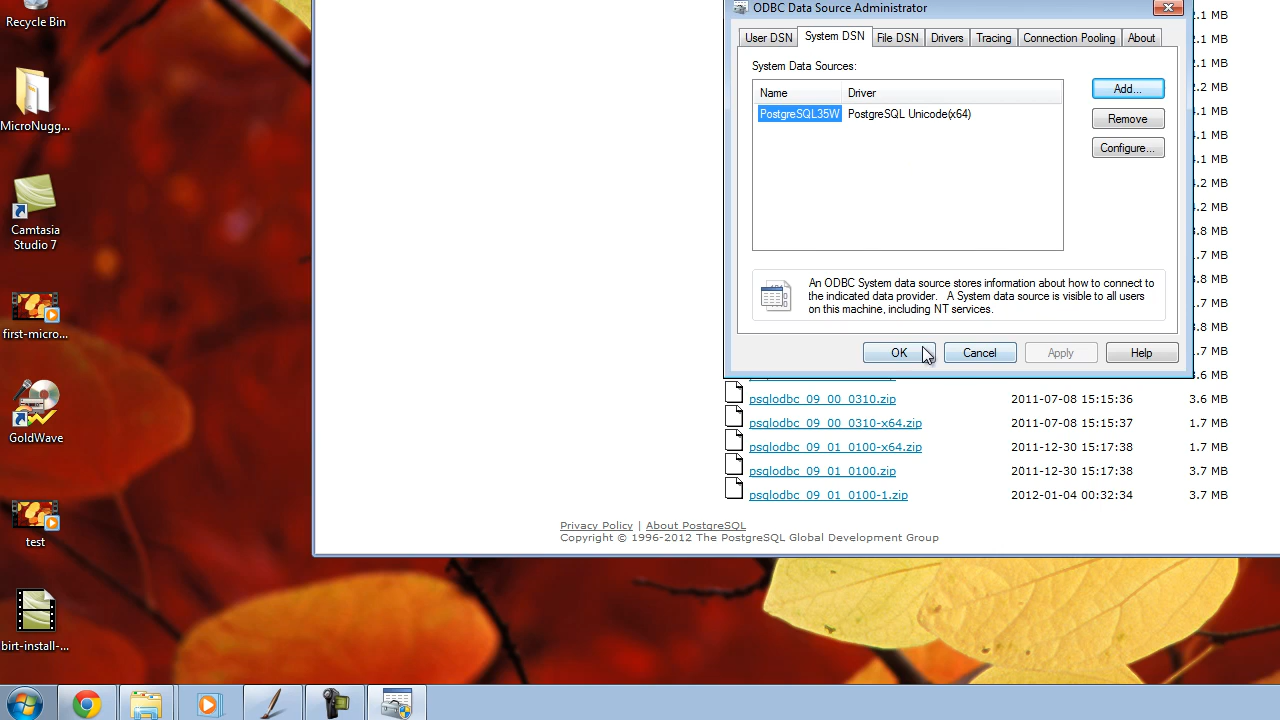 Recycle Bin
MicroNugg...
Camtasia
Studio 7
first-micro...
GoldWave
test
birt-install-...
ODBC Data Source Administrator
User DSN
System DSN
File DSN
Drivers
Tracing
Connection Pooling
About
System Data Sources:
Name Driver
PostgreSQL35W PostgreSQL Unicode(x64)
Add...
Remove
Configure...
An ODBC System data source stores information about how to connect to
the indicated data provider. A System data source is visible to all users
on this machine, including NT services.
OK
Cancel
Apply
Help
.1 MB
.1 MB
.1 MB
.2 MB
.1 MB
.1 MB
.1 MB
.2 MB
.2 MB
.8 MB
.7 MB
.8 MB
.7 MB
.8 MB
.7 MB
.6 MB
psqlodbc_09_00_0310.zip 2011-07-08 15:15:36 3.6 MB
psqlodbc_09_00_0310-x64.zip 2011-07-08 15:15:37 1.7 MB
psqlodbc_09_01_0100-x64.zip 2011-12-30 15:17:38 1.7 MB
psqlodbc_09_01_0100.zip 2011-12-30 15:17:38 3.7 MB
psqlodbc_09_01_0100-1.zip 2012-01-04 00:32:34 3.7 MB
Privacy Policy | About PostgreSQL
Copyright © 1996-2012 The PostgreSQL Global Development Group